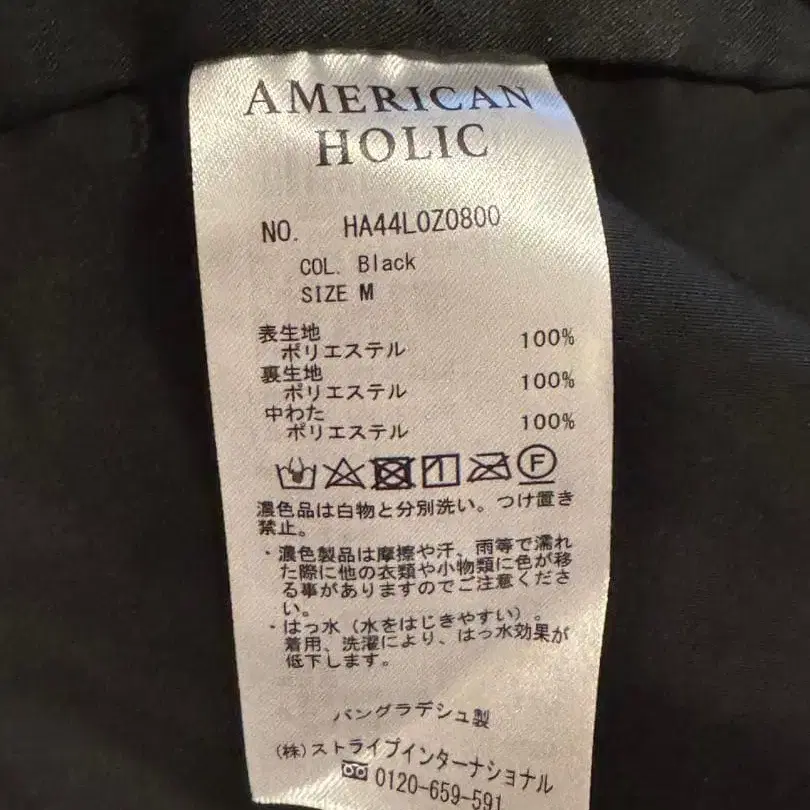 AMERICAN
HOLIC
NO. HA44L0Z0800
COL. Black
SIZE M
表生地
ポリエステル 100%
裏生地
ポリエステル 100%
中わた
ポリエステル 100%
F
濃色品は白物と分別洗い。つけ置き
禁止。
・濃色製品は摩擦や汗、雨等で濡れ
た際に他の衣類や小物類に色が移
る事がありますのでご注意くださ
い。
・はっ水（水をはじきやすい）。
着用、洗濯により、はっ水効果が
低下します。
バングラデシュ製
(株)ストライプインターナショナル
0120-659-591